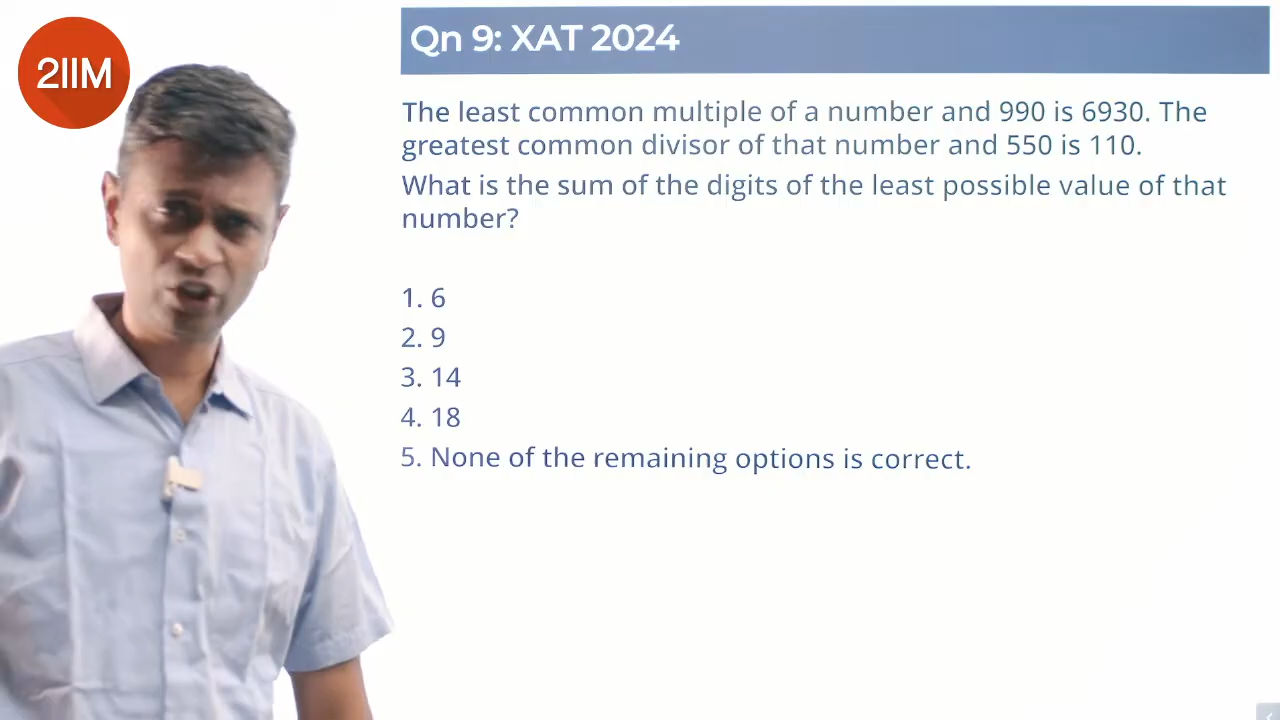 2IIM
Qn 9: XAT 2024
The least common multiple of a number and 990 is 6930. The
greatest common divisor of that number and 550 is 110.
What is the sum of the digits of the least possible value of that
number?
1. 6
2. 9
3. 14
4. 18
5. None of the remaining options is correct.